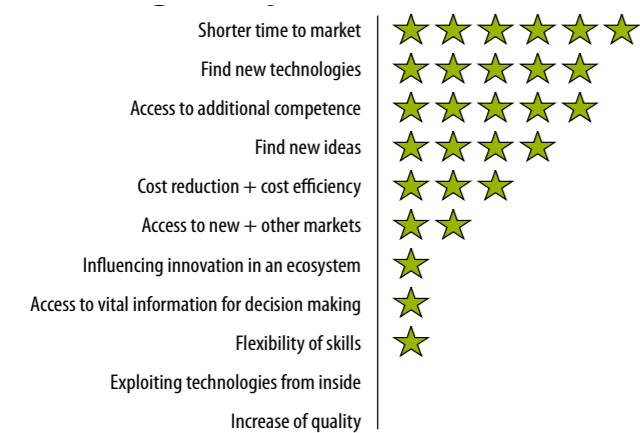 Shorter time to market
Find new technologies
Access to additional competence
Find new ideas
Cost reduction + cost efficiency
Access to new + other markets
Influencing innovation in an ecosystem
Access to vital information for decision making
Flexibility of skills
Exploiting technologies from inside
Increase of quality